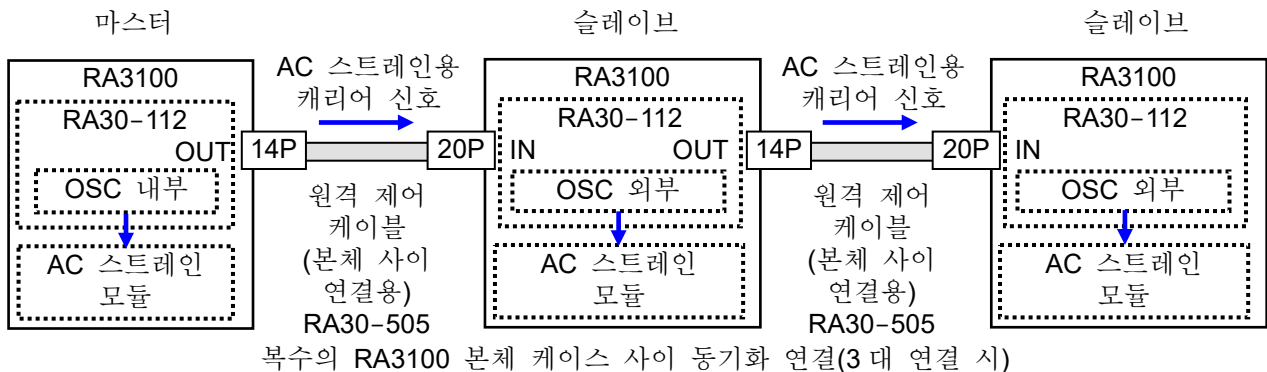 마스터
슬레이브
슬레이브
RA3100
RA30-112
OUT
OSC 내부
AC 스트레인
모듈
AC 스트레인용
캐리어 신호
14P
20P
원격 제어
케이블
(본체 사이
연결용)
RA30-505
RA3100
RA30-112
IN
OUT
OSC 외부
AC 스트레인
모듈
AC 스트레인용
캐리어 신호
14P
20P
원격 제어
케이블
(본체 사이
연결용)
RA30-505
RA3100
RA30-112
IN
OSC 외부
AC 스트레인
모듈
복수의 RA3100 본체 케이스 사이 동기화 연결(3 대 연결 시)